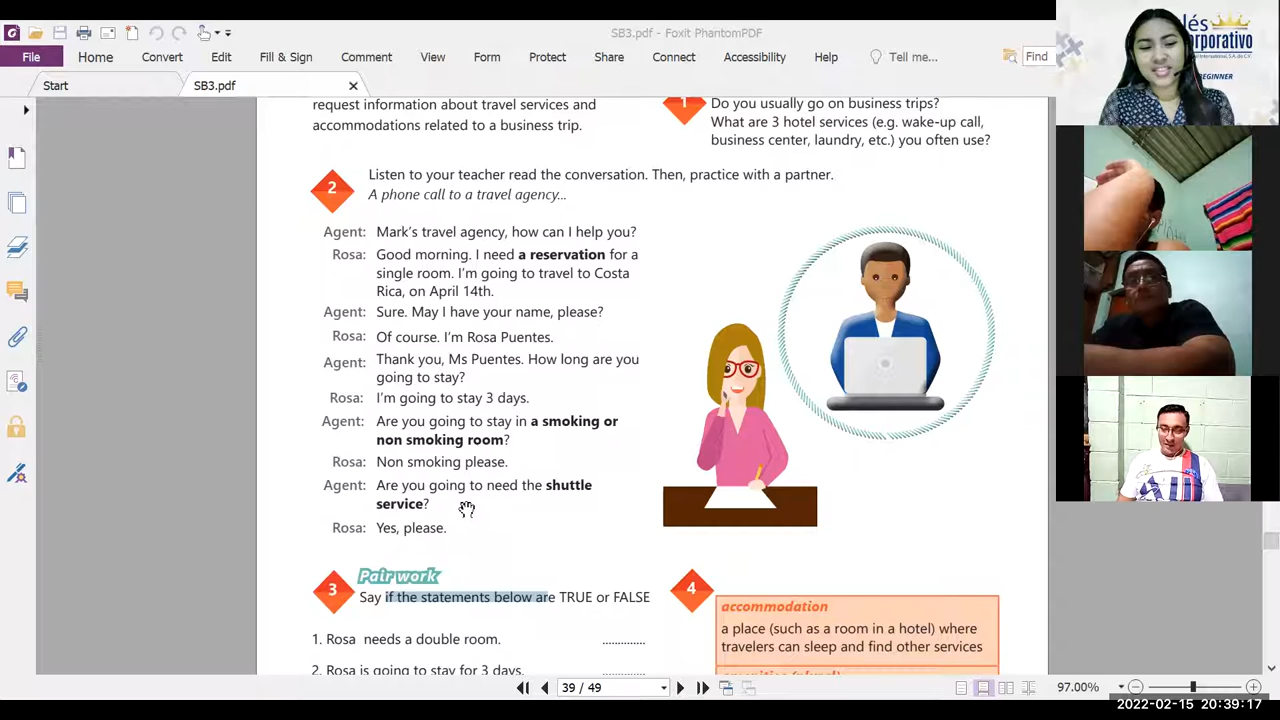 SB3.pdf - Foxit PhantomPDF
File Home Convert Edit Fill & Sign Comment View Form Protect Share Connect Accessibility Help Tell me... Find
Start SB3.pdf
request information about travel services and
accommodations related to a business trip.
1 Do you usually go on business trips?
What are 3 hotel services (e.g. wake-up call,
business center, laundry, etc.) you often use?
2 Listen to your teacher read the conversation. Then, practice with a partner.
A phone call to a travel agency...
Agent: Mark's travel agency, how can I help you?
Rosa: Good morning. I need a reservation for a
single room. I'm going to travel to Costa
Rica, on April 14th.
Agent: Sure. May I have your name, please?
Rosa: Of course. I'm Rosa Puentes.
Agent: Thank you, Ms Puentes. How long are you
going to stay?
Rosa: I'm going to stay 3 days.
Agent: Are you going to stay in a smoking or
non smoking room?
Rosa: Non smoking please.
Agent: Are you going to need the shuttle
service?
Rosa: Yes, please.
3 Pair work
Say if the statements below are TRUE or FALSE
1. Rosa needs a double room. .............
2. Rosa is going to stay for 3 days. .............
4 accommodation
a place (such as a room in a hotel) where
travelers can sleep and find other services
amenities (plural)
39 / 49
97.00%
lés
orporativo
International, S.A. de C.V.
EGINNER
2022-02-15 20:39:17